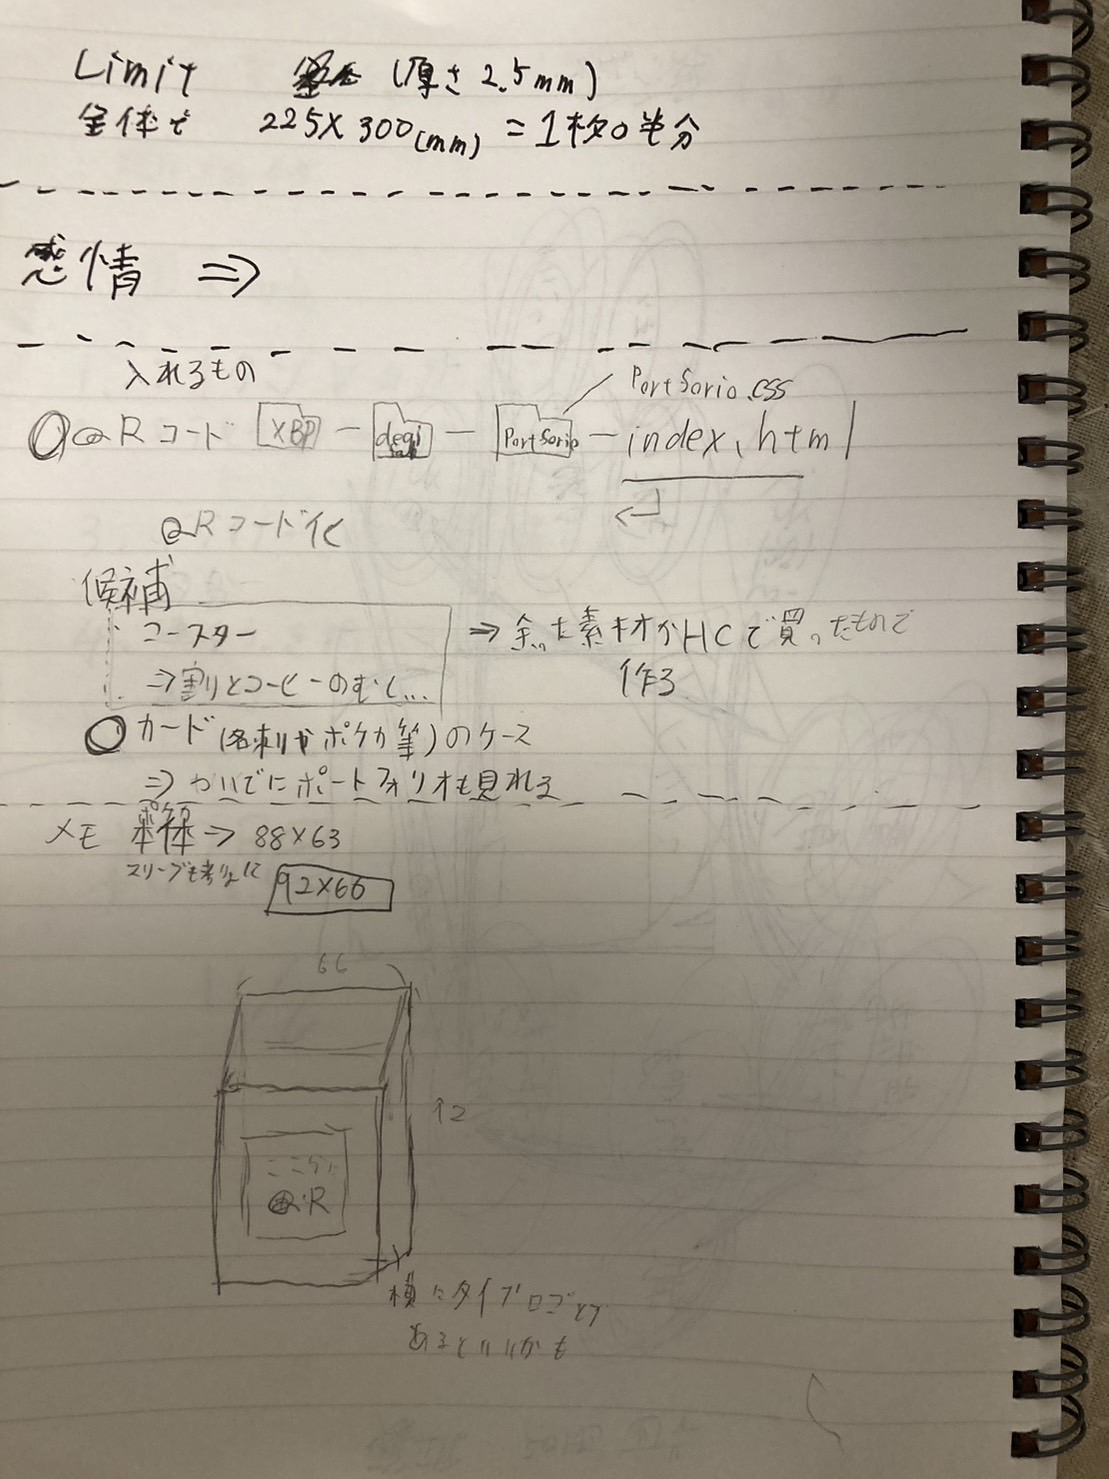 Limit (厚さ2.5mm)
全体で 225×300(mm) = 1枚の半分
感情 ⇒
入れるもの
PortSorio.css
QRコード XBP — degi — PortSorio — index.html
QRコード化
候補
コースター ⇒ 余った素材かHCで買ったもので
作る
⇒割りとコーヒーのむし...
カード(名刺やポケカ等)のケース
⇒ ついでにポートフォリオも見れる
メモ ⇒ 88×63
スリーブも考りょに
92×66
66
ここらに
QR
横にタイプロゴとか
あるといいかも